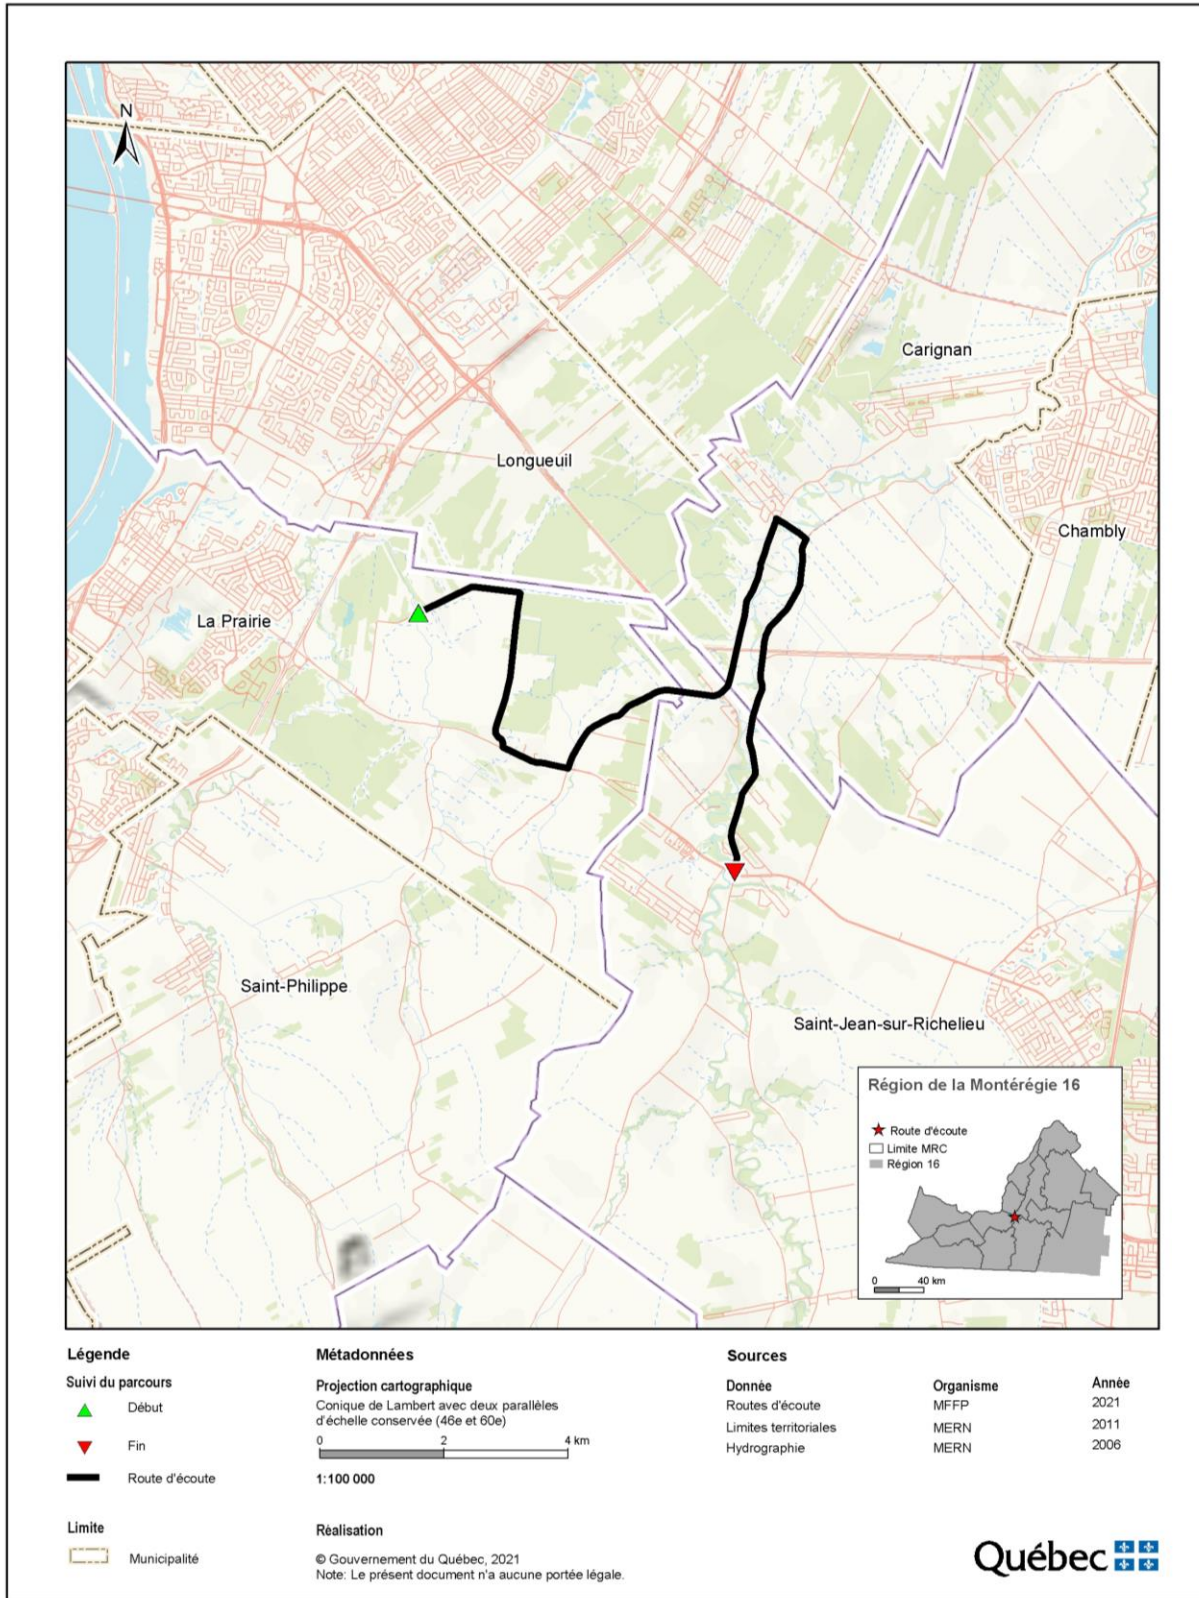 N
Carignan
Longueuil
Chambly
La Prairie
Saint-Philippe
Saint-Jean-sur-Richelieu
Région de la Montérégie 16
Route d'écoute
Limite MRC
Région 16
0 40 km
Légende
Suivi du parcours
Début
Fin
Route d'écoute
Limite
Municipalité
Métadonnées
Projection cartographique
Conique de Lambert avec deux parallèles
d'échelle conservée (46e et 60e)
0 2 4 km
1:100 000
Réalisation
© Gouvernement du Québec, 2021
Note: Le présent document n'a aucune portée légale.
Sources
Donnée Organisme Année
Routes d'écoute MFFP 2021
Limites territoriales MERN 2011
Hydrographie MERN 2006
Québec